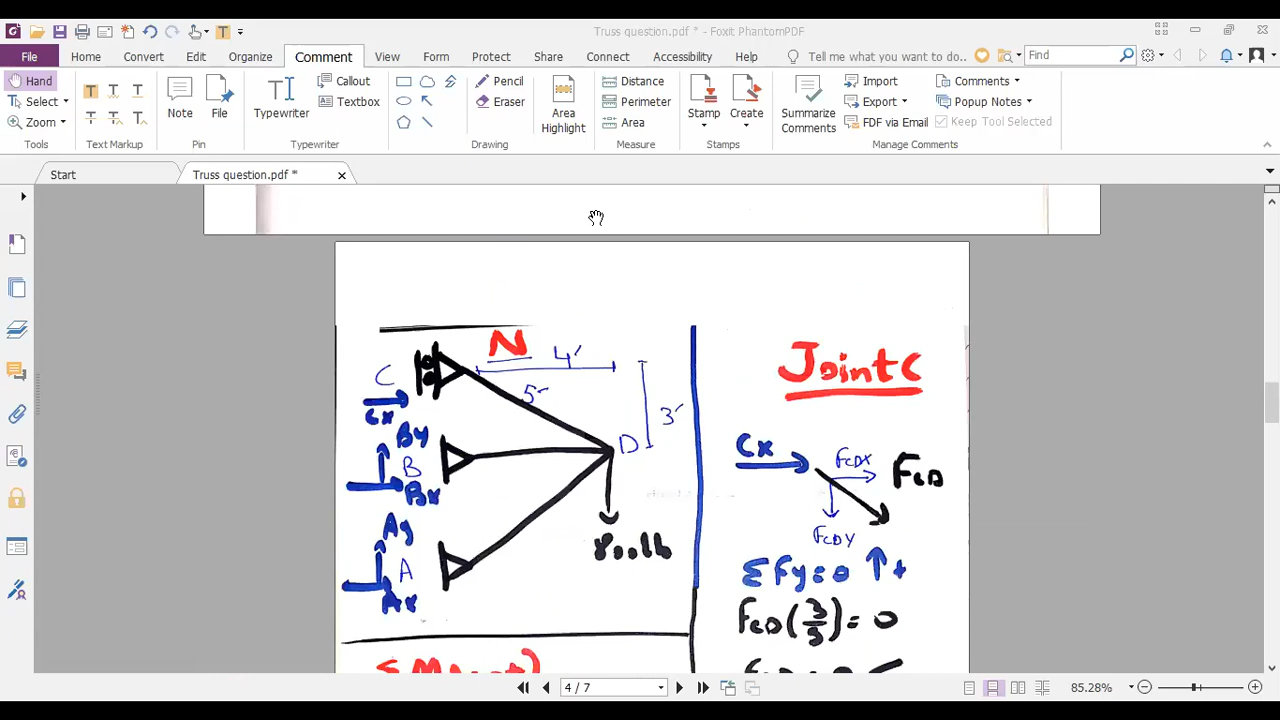 Truss question.pdf * - Foxit PhantomPDF
File Home Convert Edit Organize Comment View Form Protect Share Connect Accessibility Help Tell me what you want to do.. Find
Hand
Select
Zoom
Tools
T T T
T T T
Text Markup
Note
File
Pin
Typewriter
Callout
Textbox
Typewriter
Pencil
Eraser
Drawing
Area Highlight
Distance
Perimeter
Area
Measure
Stamp
Create
Stamps
Summarize Comments
Import
Export
FDF via Email
Comments
Popup Notes
Keep Tool Selected
Manage Comments
Start
Truss question.pdf *
N
4'
5'
3'
C
Cx
By
B
Bx
Ay
A
Ax
D
800lb
Joint C
Cx
FCDX
FCD
FCDY
ΣFy=0 ↑+
FCD(3/5)=0
4 / 7
85.28%